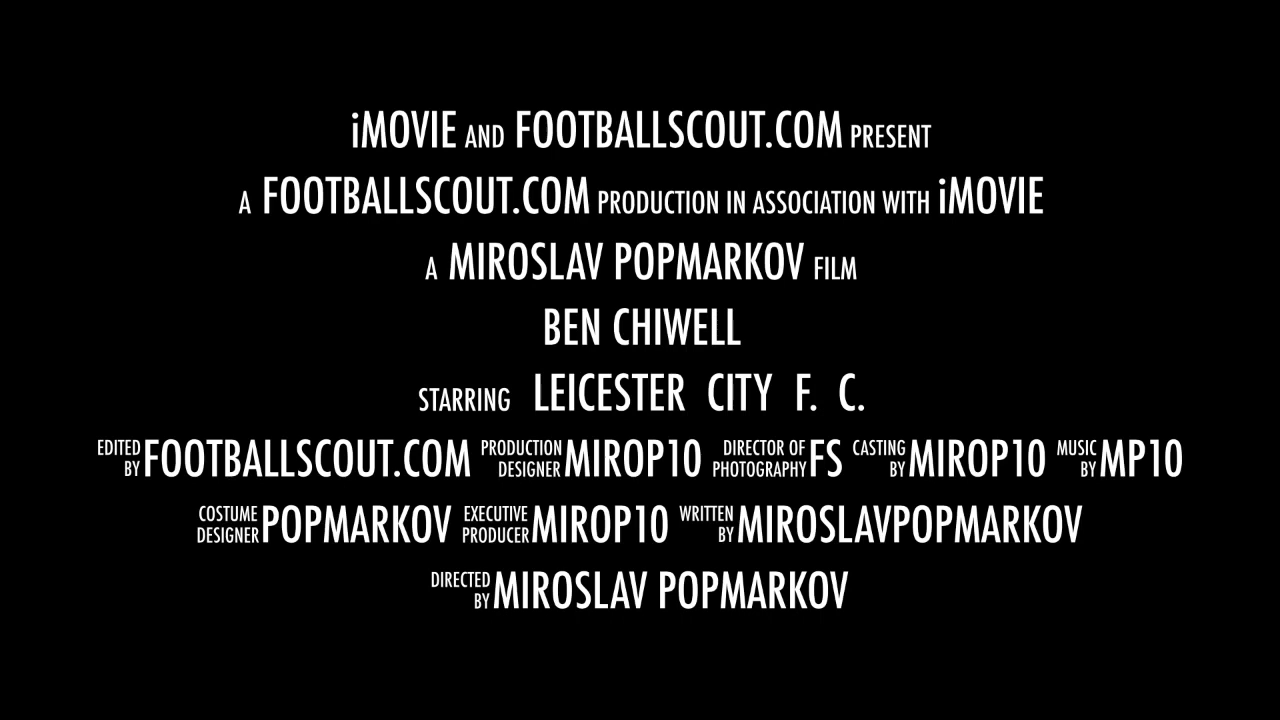 iMOVIE AND FOOTBALLSCOUT.COM PRESENT
A FOOTBALLSCOUT.COM PRODUCTION IN ASSOCIATION WITH iMOVIE
A MIROSLAV POPMARKOV FILM
BEN CHIWELL
STARRING LEICESTER CITY F. C.
EDITED BY FOOTBALLSCOUT.COM PRODUCTION DESIGNER MIROP10 DIRECTOR OF PHOTOGRAPHY FS CASTING BY MIROP10 MUSIC BY MP10
COSTUME DESIGNER POPMARKOV EXECUTIVE PRODUCER MIROP10 WRITTEN BY MIROSLAVPOPMARKOV
DIRECTED BY MIROSLAV POPMARKOV